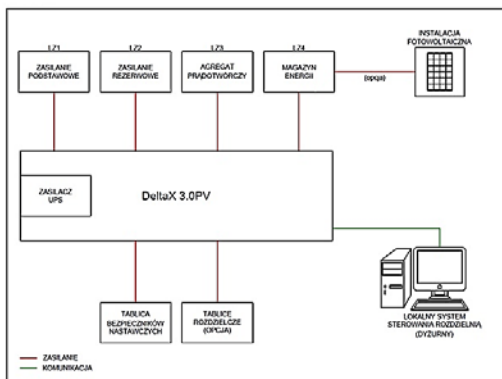 LZ1
ZASILANIE
PODSTAWOWE
LZ2
ZASILANIE
REZERWOWE
LZ3
AGREGAT
PRĄDOTWÓRCZY
LZ4
MAGAZYN
ENERGII
(opcja)
INSTALACJA
FOTOWOLTAICZNA
ZASILACZ
UPS
DeltaX 3.0PV
TABLICA
BEZPIECZNIKÓW
NASTAWCZYCH
TABLICE
ROZDZIELCZE
(OPCJA)
LOKALNY SYSTEM
STEROWANIA ROZDZIELNIĄ
(DYŻURNY)
ZASILANIE
KOMUNIKACJA